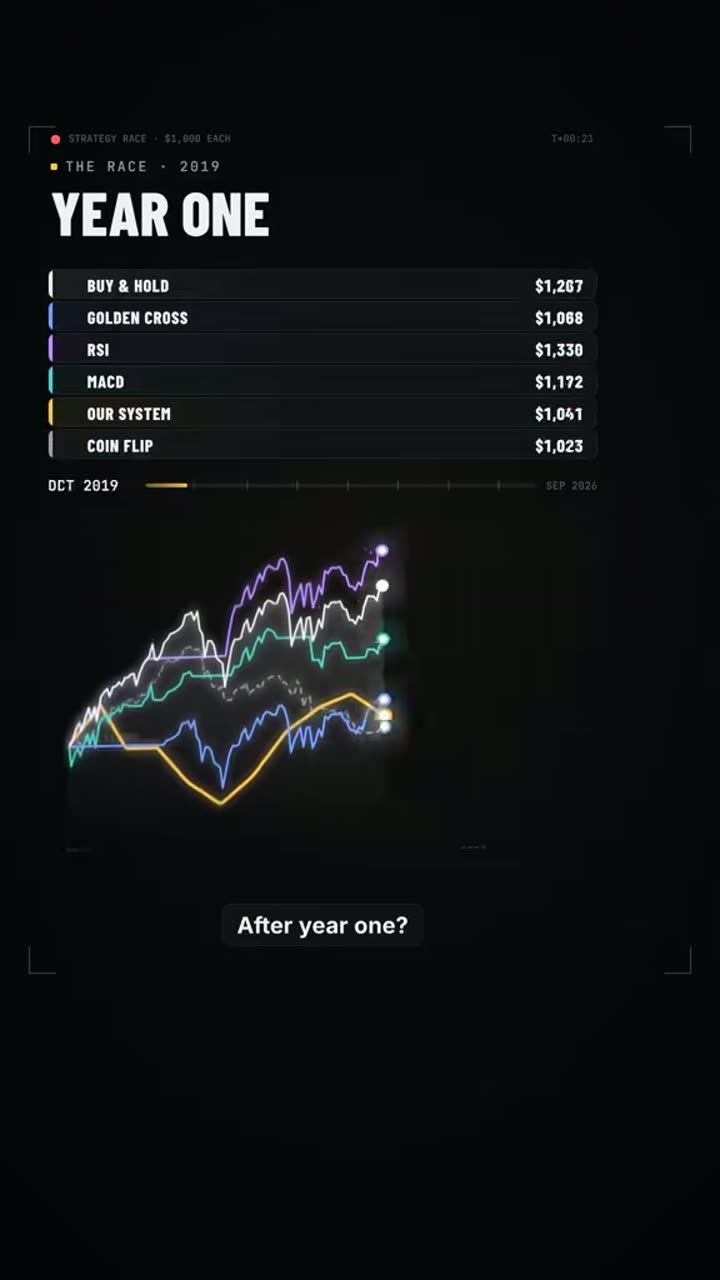 STRATEGY RACE · $1,000 EACH
T+00:23
THE RACE · 2019
YEAR ONE
BUY & HOLD $1,267
GOLDEN CROSS $1,068
RSI $1,330
MACD $1,172
OUR SYSTEM $1,041
COIN FLIP $1,023
OCT 2019
SEP 2026
After year one?